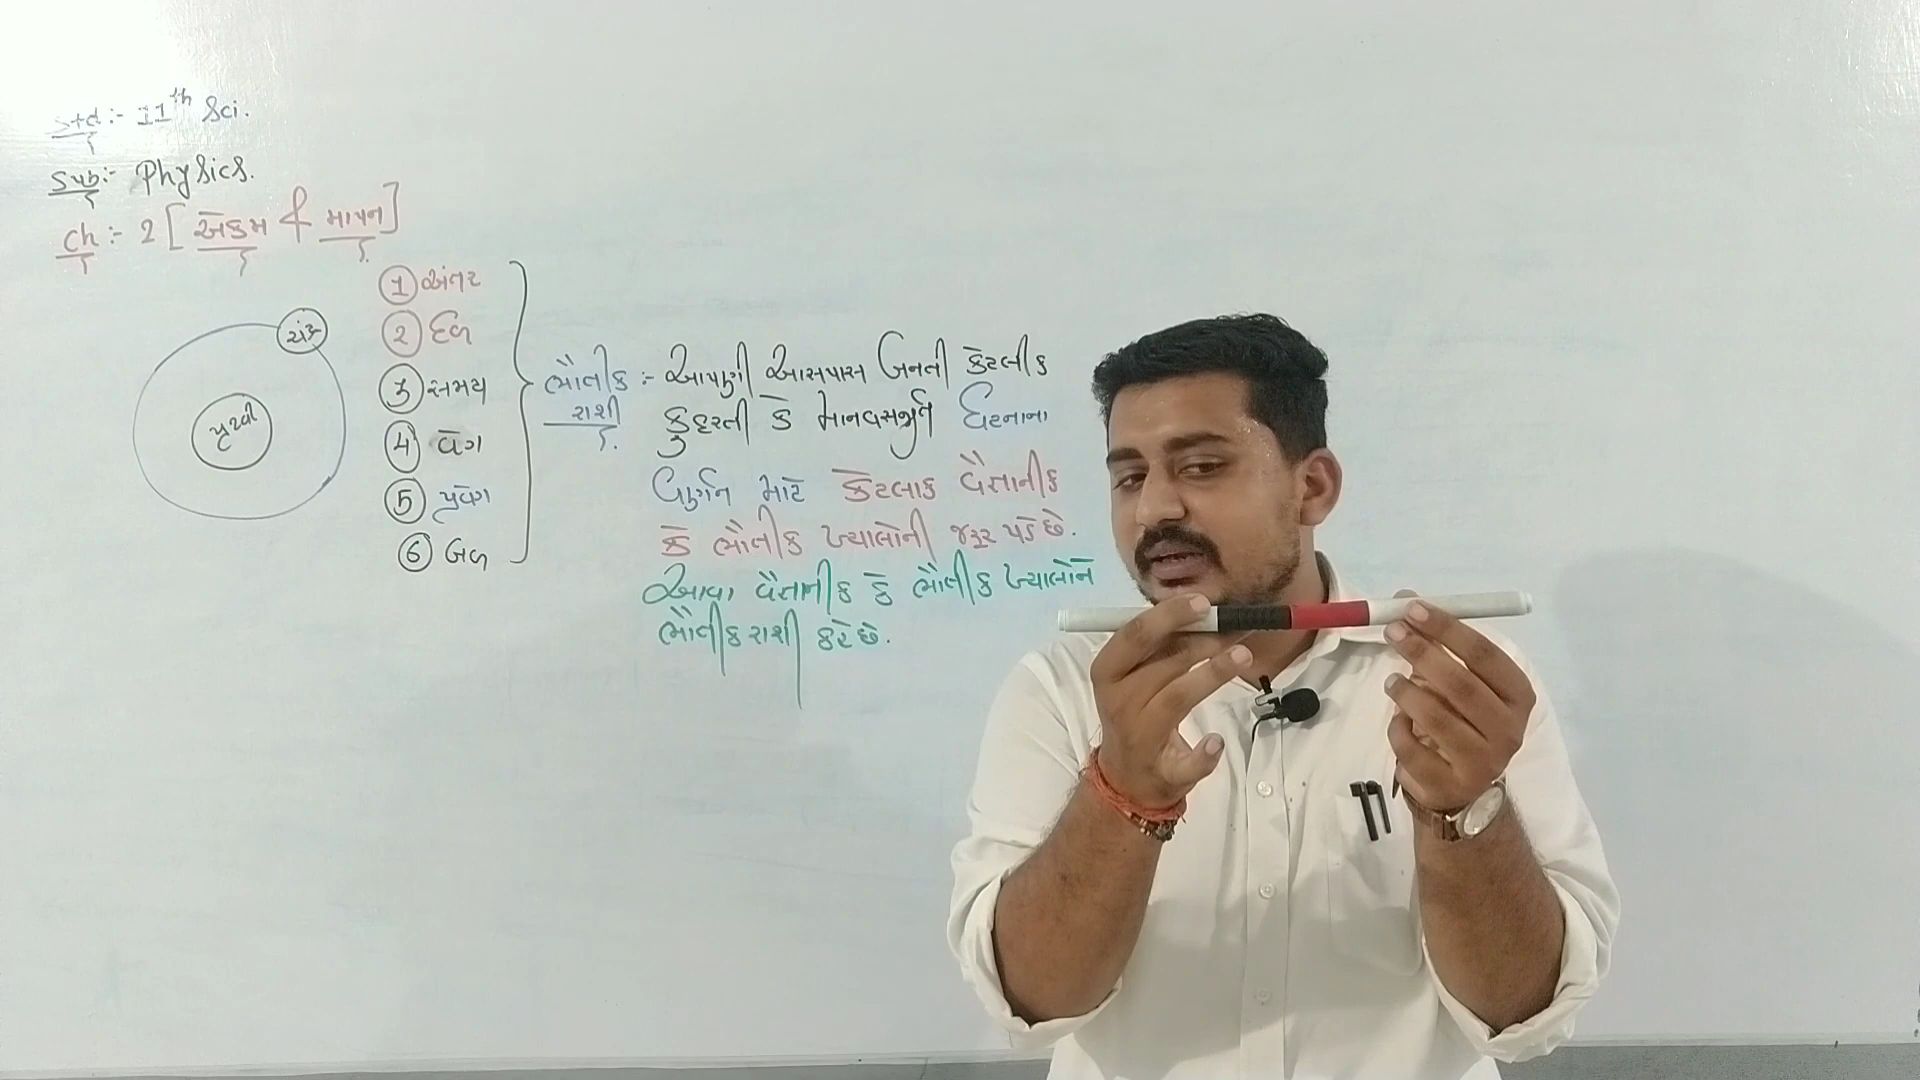 Std :- 11th Sci.
Sub:- Physics.
Ch :- 2 [ એકમ & માપન ]
ચંદ્ર
પૃથ્વી
① અંતર
② દળ
③ સમય
④ વેગ
⑤ પ્રવેગ
⑥ બળ
ભૌતીક રાશી :- આપણી આસપાસ બનતી કેટલીક
કુદરતી કે માનવસર્જીત ઘટનાના
વર્ણન માટે કેટલાક વૈજ્ઞાનીક
કે ભૌતીક ખ્યાલોની જરૂર પડે છે.
આવા વૈજ્ઞાનીક કે ભૌતીક ખ્યાલોને
ભૌતીક રાશી કહે છે.